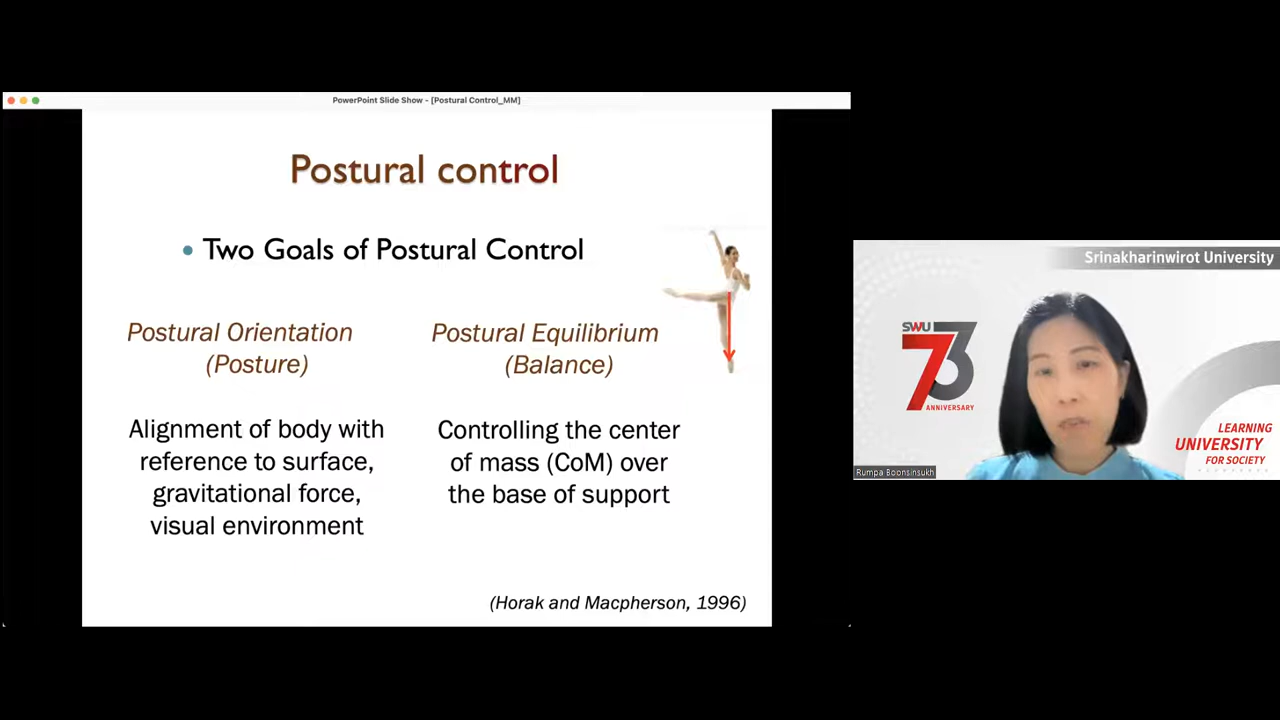 PowerPoint Slide Show - [Postural Control_MM]
Postural control
• Two Goals of Postural Control
Postural Orientation
(Posture)
Alignment of body with
reference to surface,
gravitational force,
visual environment
Postural Equilibrium
(Balance)
Controlling the center
of mass (CoM) over
the base of support
(Horak and Macpherson, 1996)
Srinakharinwirot University
SWU
73
ANNIVERSARY
LEARNING
UNIVERSITY
FOR SOCIETY
Rumpa Boonsinsukh